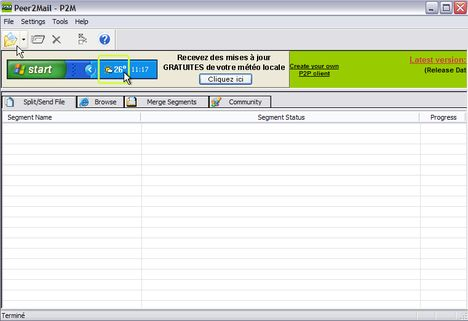 Peer2Mail - P2M
File Settings Tools Help
start 26° 11:17
Recevez des mises à jour
GRATUITES de votre météo locale
Cliquez ici
Create your own
P2P client
Latest version:
(Release Dat
Split/Send File Browse Merge Segments Community
Segment Name Segment Status Progress
Terminé